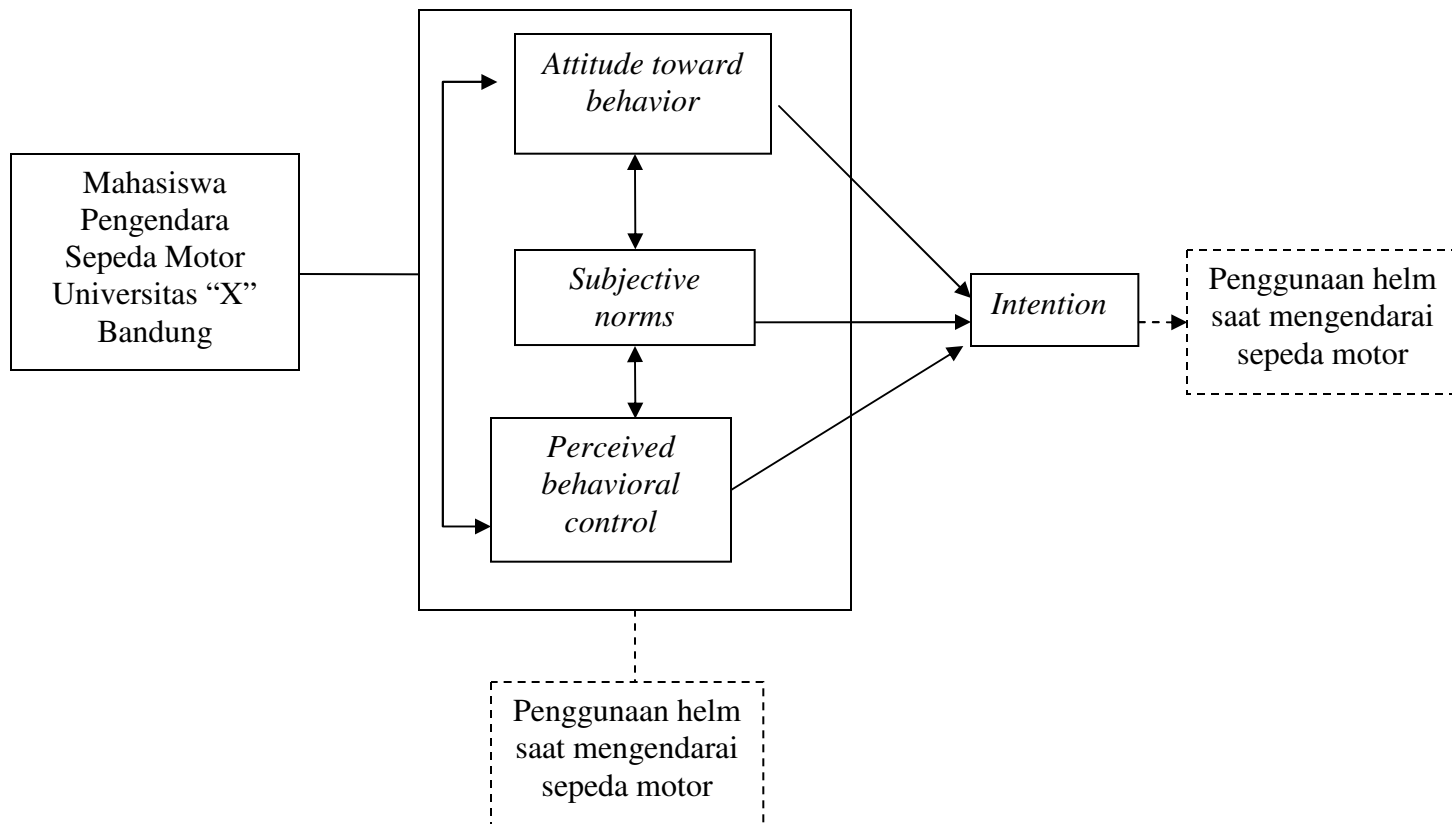 Attitude toward
behavior
Mahasiswa
Pengendara
Sepeda Motor
Universitas “X”
Bandung
Subjective
norms
Intention
Penggunaan helm
saat mengendarai
sepeda motor
Perceived
behavioral
control
Penggunaan helm
saat mengendarai
sepeda motor